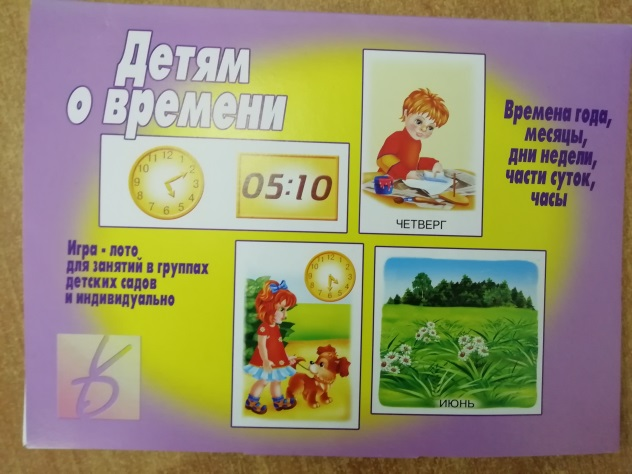 Детям
о времени
Времена года,
месяцы,
дни недели,
части суток,
часы
05:10
ЧЕТВЕРГ
Игра - лото
для занятий в группах
детских садов
и индивидуально
ИЮНЬ